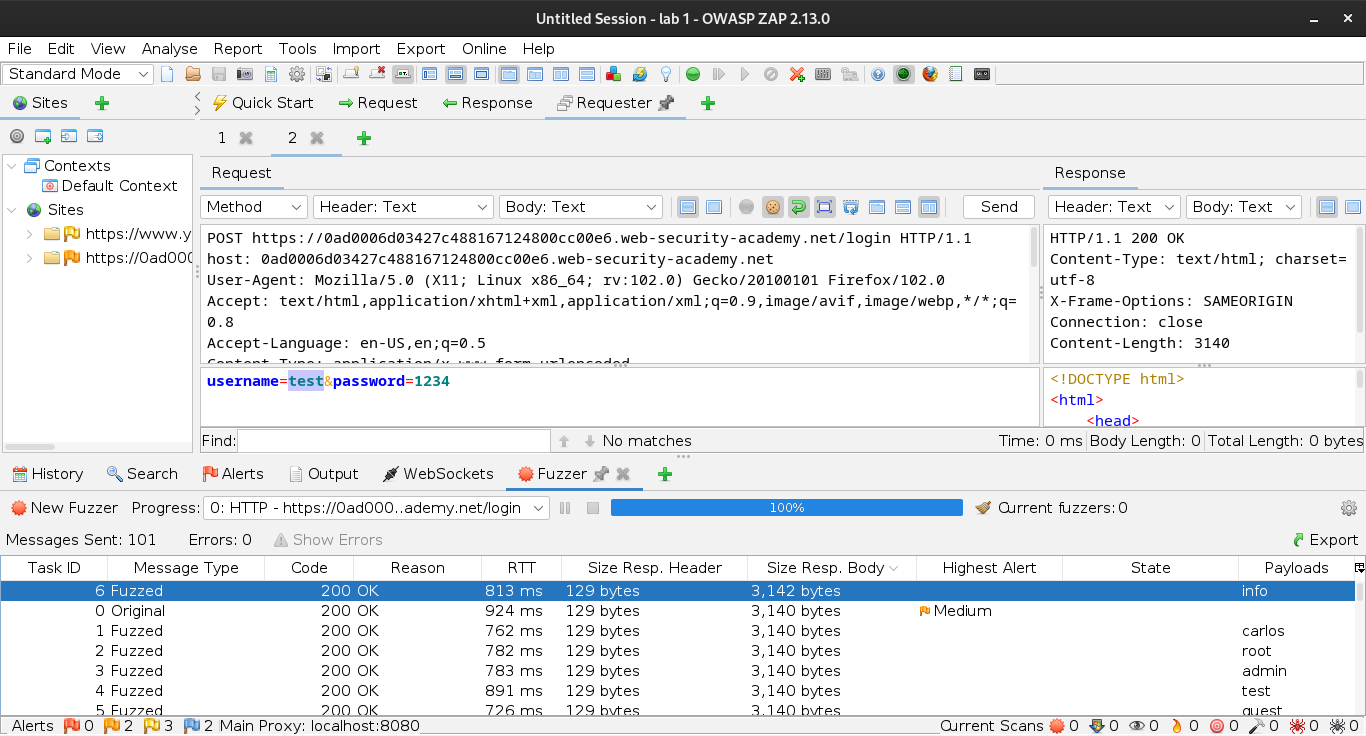 Untitled Session - lab 1 - OWASP ZAP 2.13.0
File Edit View Analyse Report Tools Import Export Online Help
Standard Mode
Sites
Quick Start Request Response Requester
1 2
Contexts
Default Context
Sites
https://www.y
https://0ad000
Request
Method Header: Text Body: Text Send
POST https://0ad0006d03427c488167124800cc00e6.web-security-academy.net/login HTTP/1.1
host: 0ad0006d03427c488167124800cc00e6.web-security-academy.net
User-Agent: Mozilla/5.0 (X11; Linux x86_64; rv:102.0) Gecko/20100101 Firefox/102.0
Accept: text/html,application/xhtml+xml,application/xml;q=0.9,image/avif,image/webp,*/*;q=
0.8
Accept-Language: en-US,en;q=0.5
Content-Type: application/x-www-form-urlencoded
username=test&password=1234
Response
Header: Text Body: Text
HTTP/1.1 200 OK
Content-Type: text/html; charset=
utf-8
X-Frame-Options: SAMEORIGIN
Connection: close
Content-Length: 3140
<!DOCTYPE html>
<html>
<head>
Find: No matches Time: 0 ms Body Length: 0 Total Length: 0 bytes
History Search Alerts Output WebSockets Fuzzer
New Fuzzer Progress: 0: HTTP - https://0ad000..ademy.net/login 100% Current fuzzers: 0
Messages Sent: 101 Errors: 0 Show Errors Export
Task ID Message Type Code Reason RTT Size Resp. Header Size Resp. Body Highest Alert State Payloads
6 Fuzzed 200 OK 813 ms 129 bytes 3,142 bytes info
0 Original 200 OK 924 ms 129 bytes 3,140 bytes Medium
1 Fuzzed 200 OK 762 ms 129 bytes 3,140 bytes carlos
2 Fuzzed 200 OK 782 ms 129 bytes 3,140 bytes root
3 Fuzzed 200 OK 783 ms 129 bytes 3,140 bytes admin
4 Fuzzed 200 OK 891 ms 129 bytes 3,140 bytes test
5 Fuzzed 200 OK 726 ms 129 bytes 3,140 bytes guest
Alerts 0 2 3 2 Main Proxy: localhost:8080 Current Scans 0 0 0 0 0 0 0 0